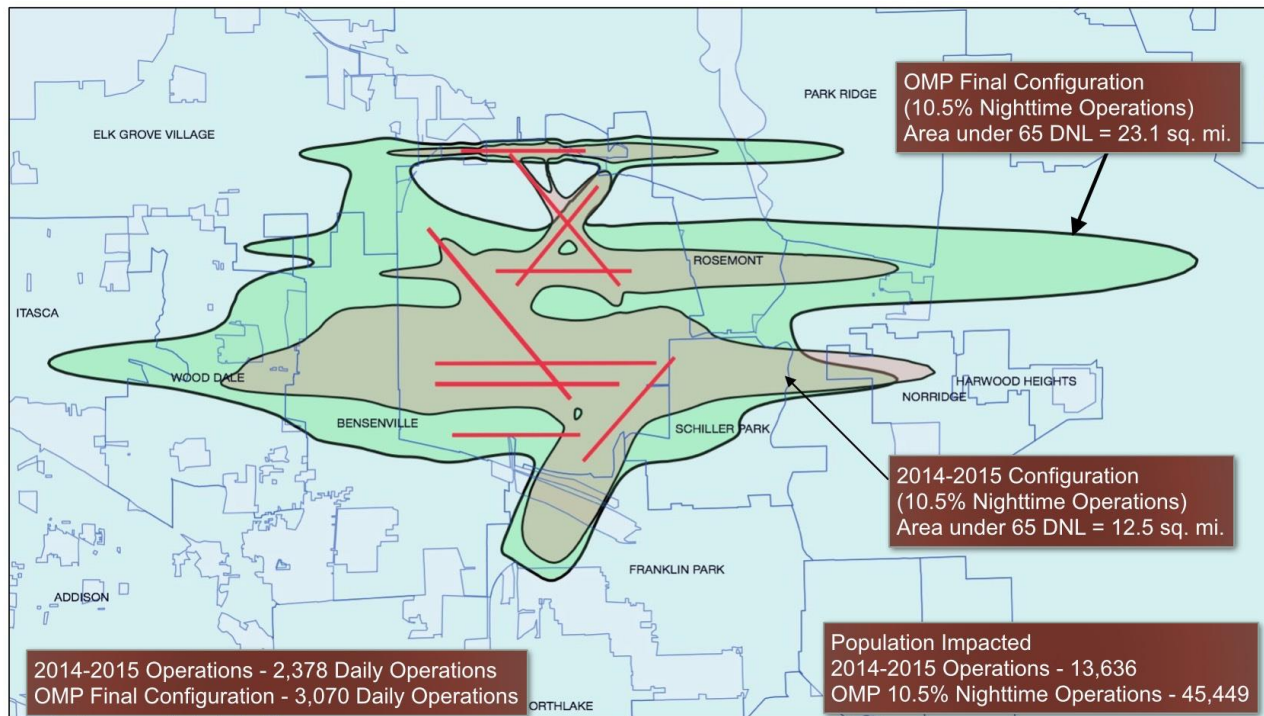 OMP Final Configuration
(10.5% Nighttime Operations)
Area under 65 DNL = 23.1 sq. mi.
PARK RIDGE
ELK GROVE VILLAGE
ROSEMONT
ITASCA
WOOD DALE
HARWOOD HEIGHTS
NORRIDGE
BENSENVILLE
SCHILLER PARK
2014-2015 Configuration
(10.5% Nighttime Operations)
Area under 65 DNL = 12.5 sq. mi.
FRANKLIN PARK
ADDISON
2014-2015 Operations - 2,378 Daily Operations
OMP Final Configuration - 3,070 Daily Operations
Population Impacted
2014-2015 Operations - 13,636
OMP 10.5% Nighttime Operations - 45,449
ORTHLAKE